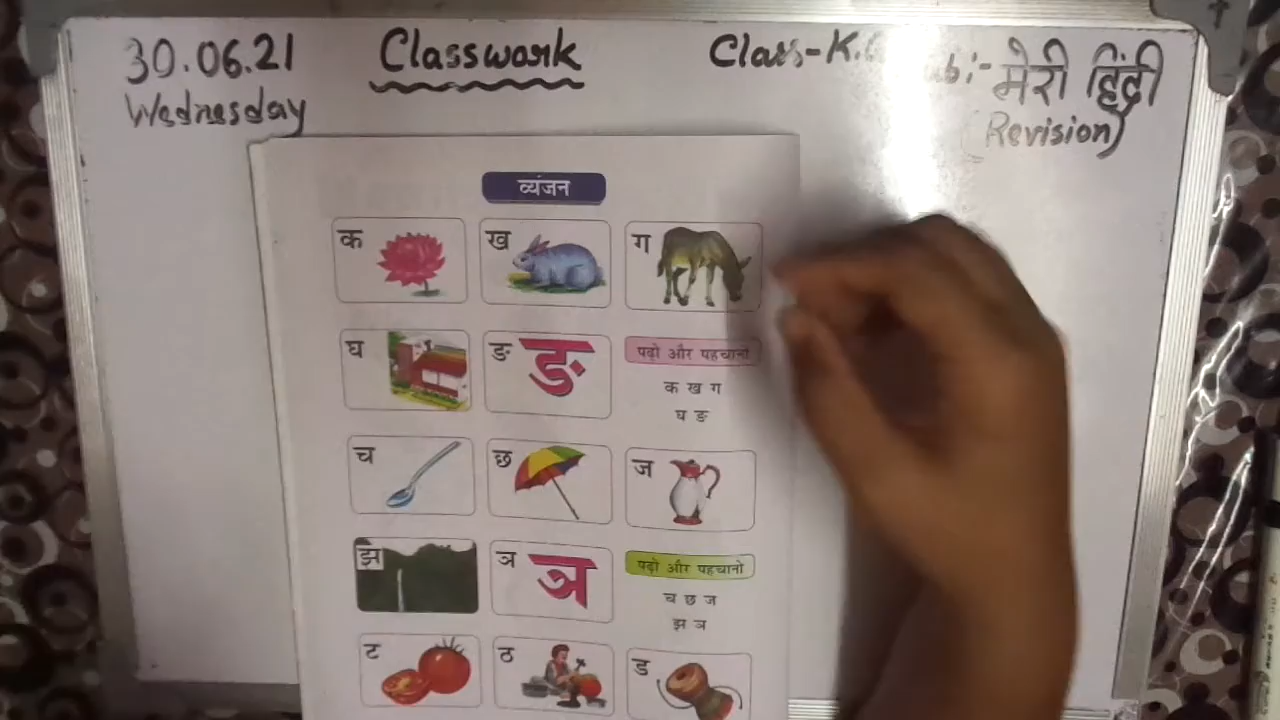 30.06.21 Classwork Class-K. मेरी हिंदी
Wednesday (Revision)
व्यंजन
क ख ग
घ ङ ङ पढ़ो और पहचानो
क ख ग
घ ङ
च छ ज
झ ञ ञ पढ़ो और पहचानो
च छ ज
झ ञ
ट ठ ड